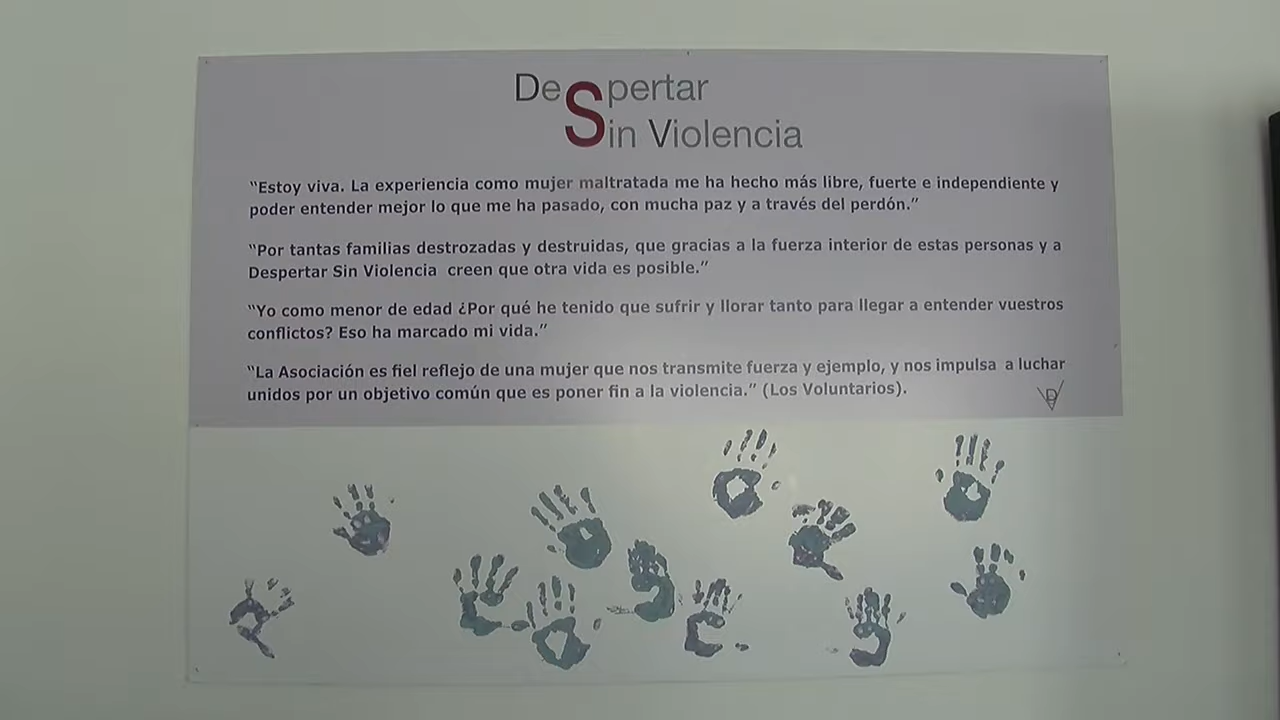 Despertar
Sin Violencia
“Estoy viva. La experiencia como mujer maltratada me ha hecho más libre, fuerte e independiente y
poder entender mejor lo que me ha pasado, con mucha paz y a través del perdón.”
“Por tantas familias destrozadas y destruidas, que gracias a la fuerza interior de estas personas y a
Despertar Sin Violencia creen que otra vida es posible.”
“Yo como menor de edad ¿Por qué he tenido que sufrir y llorar tanto para llegar a entender vuestros
conflictos? Eso ha marcado mi vida.”
“La Asociación es fiel reflejo de una mujer que nos transmite fuerza y ejemplo, y nos impulsa a luchar
unidos por un objetivo común que es poner fin a la violencia.” (Los Voluntarios).